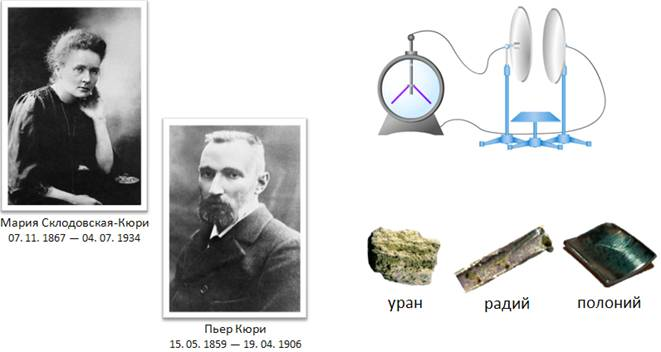 Мария Склодовская-Кюри
07. 11. 1867 — 04. 07. 1934
Пьер Кюри
15. 05. 1859 — 19. 04. 1906
уран
радий
полоний